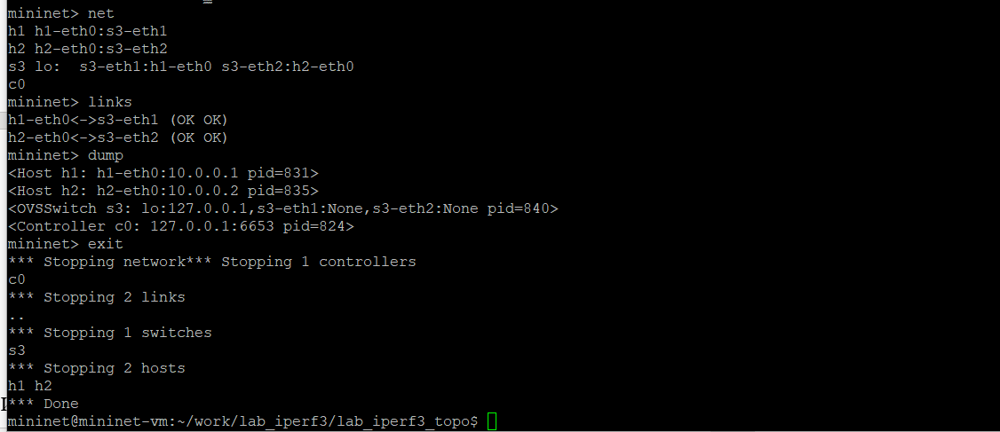 mininet> net
h1 h1-eth0:s3-eth1
h2 h2-eth0:s3-eth2
s3 lo:  s3-eth1:h1-eth0 s3-eth2:h2-eth0
c0
mininet> links
h1-eth0<->s3-eth1 (OK OK)
h2-eth0<->s3-eth2 (OK OK)
mininet> dump
<Host h1: h1-eth0:10.0.0.1 pid=831>
<Host h2: h2-eth0:10.0.0.2 pid=835>
<OVSSwitch s3: lo:127.0.0.1,s3-eth1:None,s3-eth2:None pid=840>
<Controller c0: 127.0.0.1:6653 pid=824>
mininet> exit
*** Stopping network*** Stopping 1 controllers
c0
*** Stopping 2 links
..
*** Stopping 1 switches
s3
*** Stopping 2 hosts
h1 h2
*** Done
mininet@mininet-vm:~/work/lab_iperf3/lab_iperf3_topo$